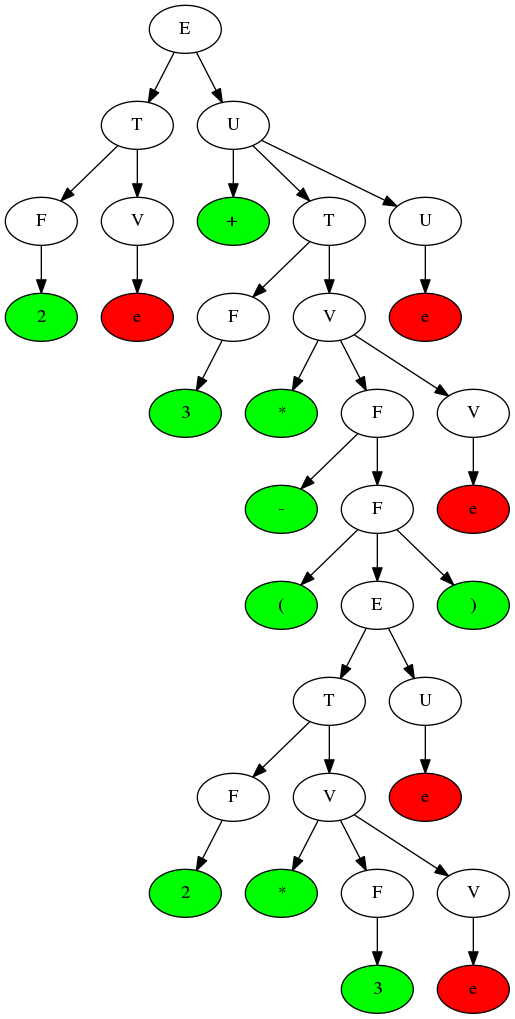 E
T U
F V + T U
2 e F V e
3 * F V
- F e
( E )
T U
F V e
2 * F V
3 e